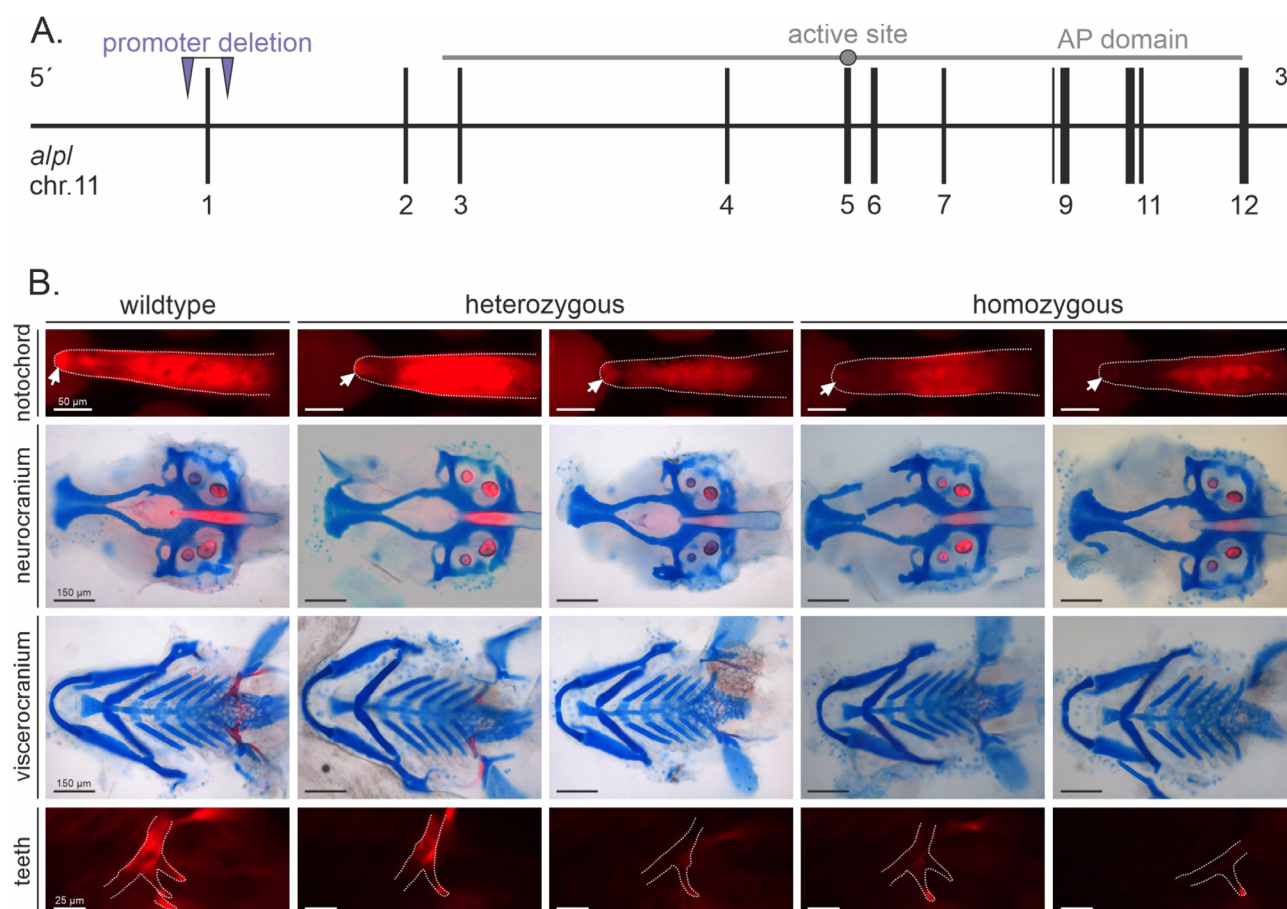 A.
promoter deletion
active site
AP domain
5´
3
alpl
chr.11
1
2
3
4
5
6
7
9
11
12
B.
wildtype
heterozygous
homozygous
notochord
50 µm
neurocranium
150 µm
viscerocranium
150 µm
teeth
25 µm